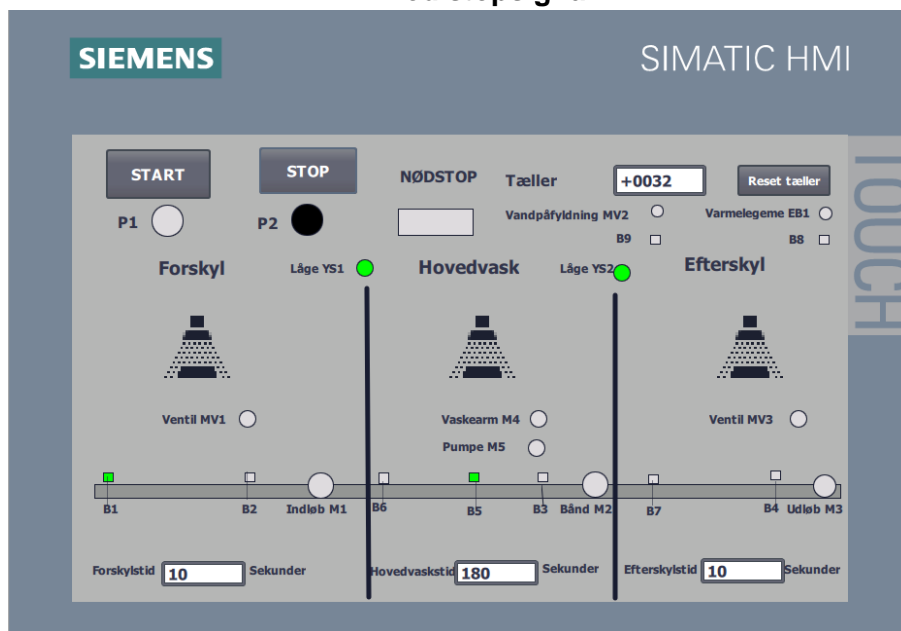 SIEMENS SIMATIC HMI
TOUCH
START STOP NØDSTOP Tæller +0032 Reset tæller
P1 P2 Vandpåfyldning MV2 Varmelegeme EB1
B9 B8
Forskyl Låge YS1 Hovedvask Låge YS2 Efterskyl
Ventil MV1 Vaskearm M4 Ventil MV3
Pumpe M5
B1 B2 Indløb M1 B6 B5 B3 Bånd M2 B7 B4 Udløb M3
Forskylstid 10 Sekunder Hovedvaskstid 180 Sekunder Efterskylstid 10 Sekunder